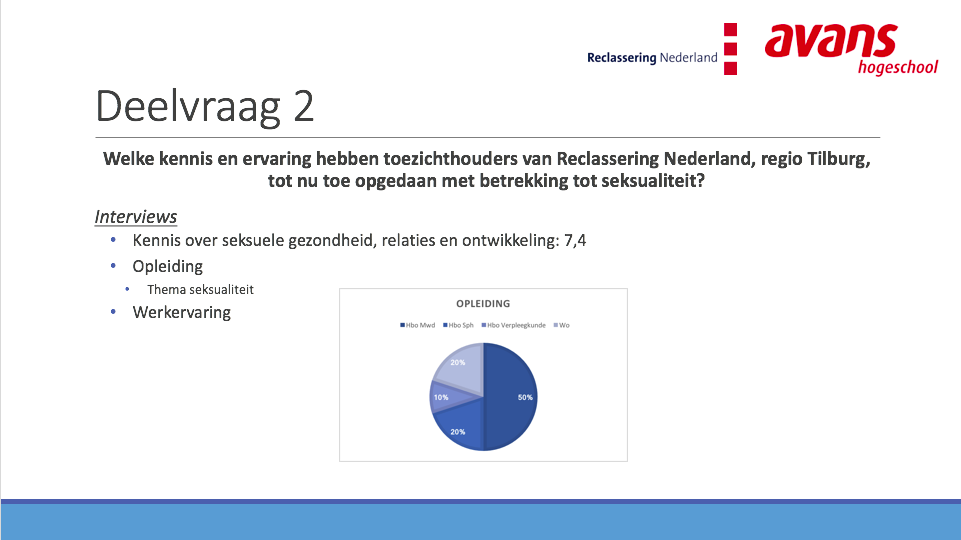 Reclassering Nederland
avans
hogeschool
Deelvraag 2
Welke kennis en ervaring hebben toezichthouders van Reclassering Nederland, regio Tilburg,
tot nu toe opgedaan met betrekking tot seksualiteit?
Interviews
• Kennis over seksuele gezondheid, relaties en ontwikkeling: 7,4
• Opleiding
• Thema seksualiteit
• Werkervaring
OPLEIDING
Hbo Mwd Hbo Sph Hbo Verpleegkunde Wo
20%
10%
50%
20%